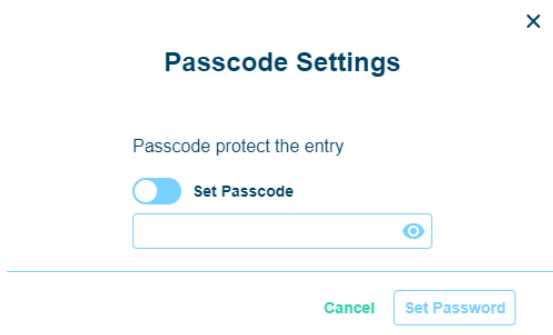 Passcode Settings
Passcode protect the entry
Set Passcode
Cancel
Set Password